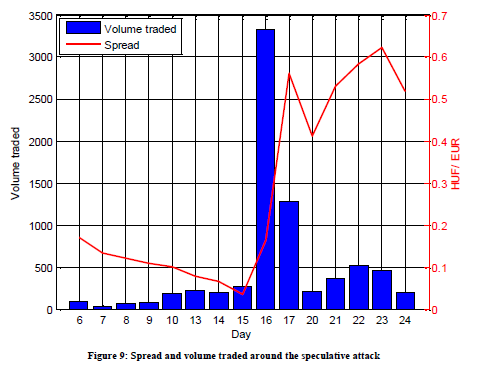 Volume traded
Spread
3500
3000
2500
2000
1500
1000
500
0
Volume traded
0.7
0.6
0.5
0.4
0.3
0.2
0.1
0
HUF/ EUR
6 7 8 9 10 13 14 15 16 17 20 21 22 23 24
Day
Figure 9: Spread and volume traded around the speculative attack